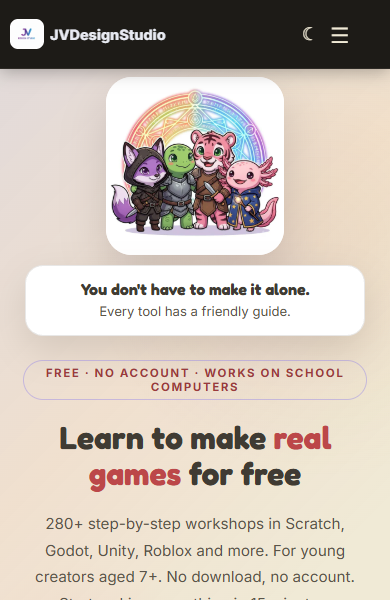 JVDesignStudio
You don't have to make it alone.
Every tool has a friendly guide.
FREE · NO ACCOUNT · WORKS ON SCHOOL
COMPUTERS
Learn to make real
games for free
280+ step-by-step workshops in Scratch,
Godot, Unity, Roblox and more. For young
creators aged 7+. No download, no account.